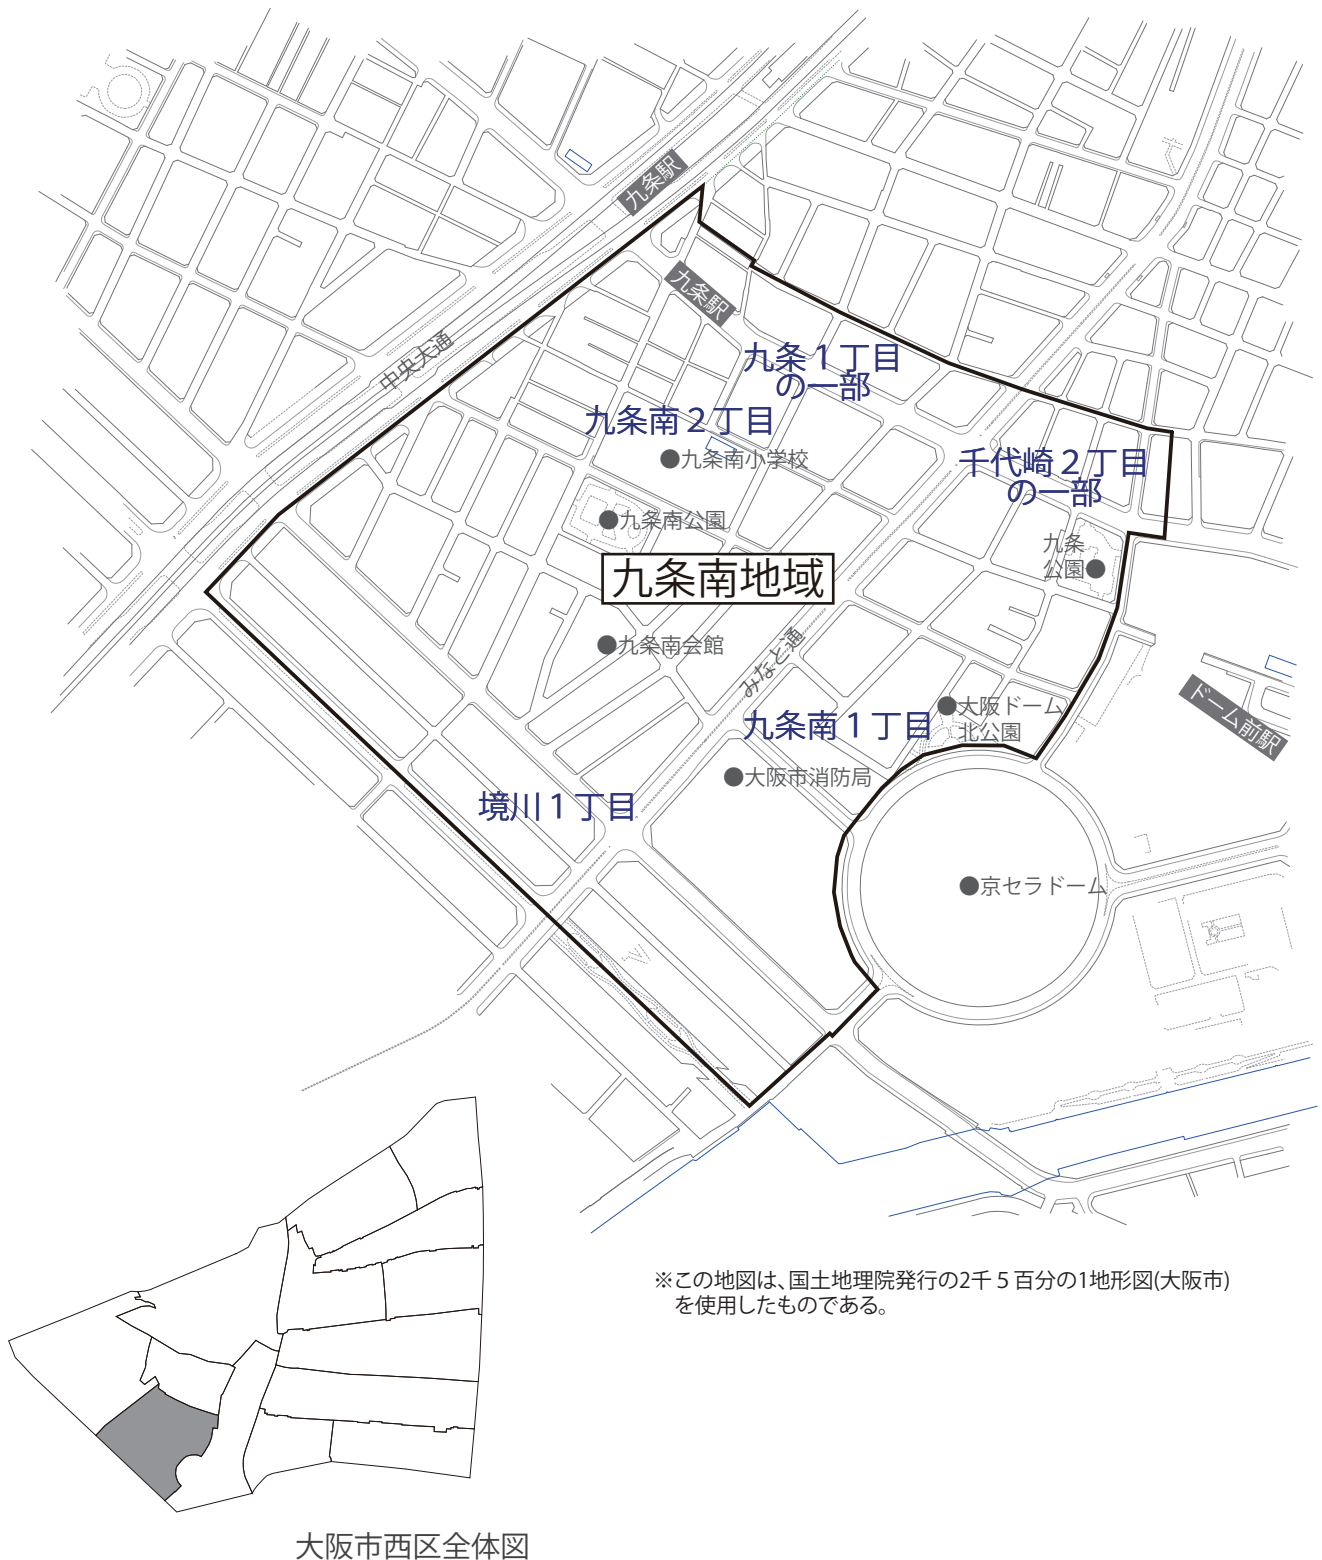 九条駅
九条駅
中央大通
九条１丁目
の一部
九条南２丁目
●九条南小学校
千代崎２丁目
の一部
●九条南公園
九条
公園●
九条南地域
●九条南会館
みなと通
●大阪ドーム
北公園
九条南１丁目
ドーム前駅
●大阪市消防局
境川１丁目
●京セラドーム
※この地図は、国土地理院発行の2千５百分の1地形図(大阪市)
を使用したものである。
大阪市西区全体図